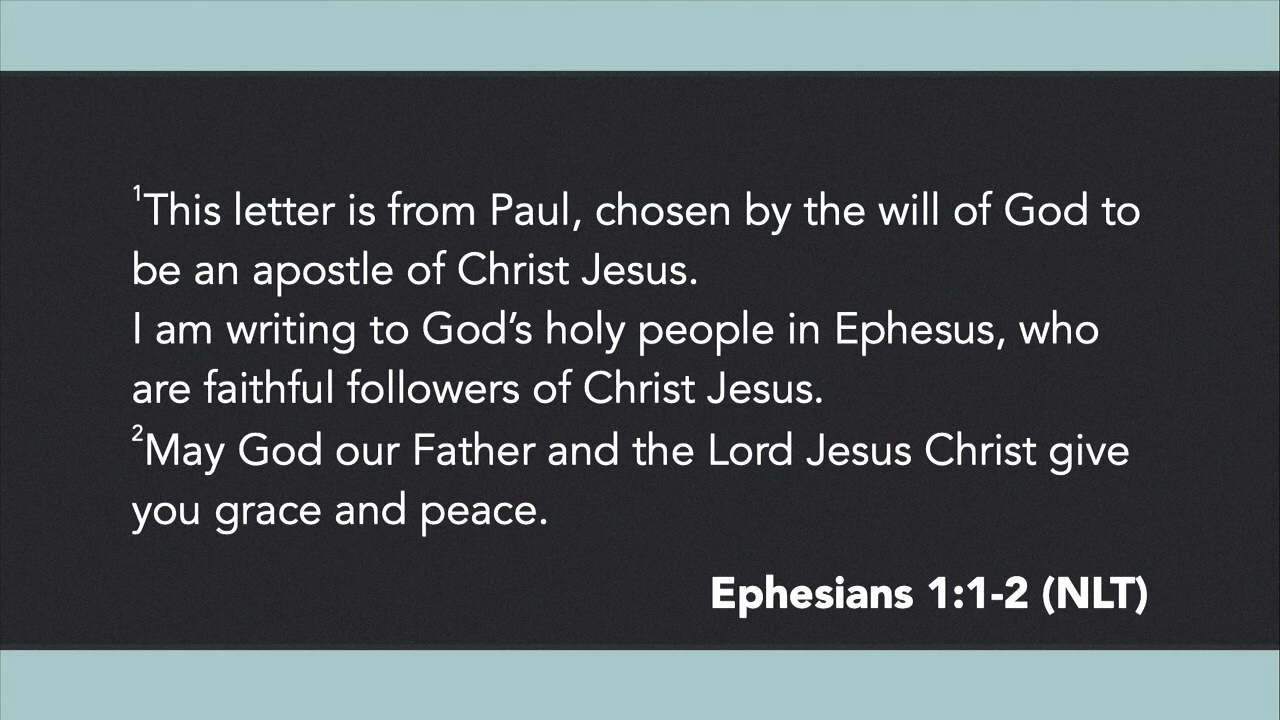 ¹This letter is from Paul, chosen by the will of God to
be an apostle of Christ Jesus.
I am writing to God’s holy people in Ephesus, who
are faithful followers of Christ Jesus.
²May God our Father and the Lord Jesus Christ give
you grace and peace.
Ephesians 1:1-2 (NLT)